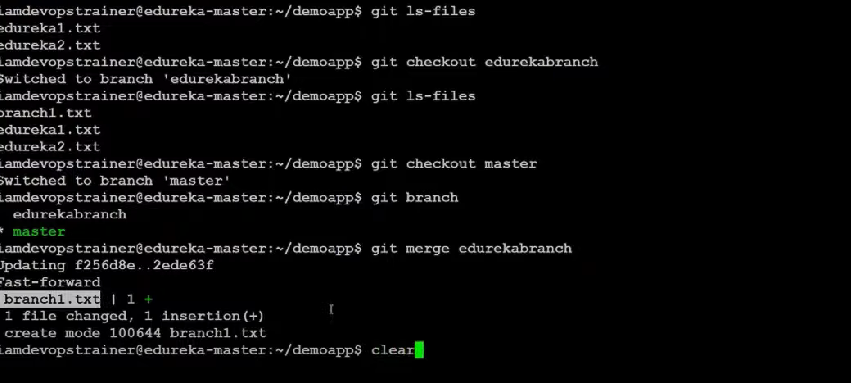 iamdevopstrainer@edureka-master:~/demoapp$ git ls-files
edureka1.txt
edureka2.txt
iamdevopstrainer@edureka-master:~/demoapp$ git checkout edurekabranch
Switched to branch 'edurekabranch'
iamdevopstrainer@edureka-master:~/demoapp$ git ls-files
branch1.txt
edureka1.txt
edureka2.txt
iamdevopstrainer@edureka-master:~/demoapp$ git checkout master
Switched to branch 'master'
iamdevopstrainer@edureka-master:~/demoapp$ git branch
edurekabranch
* master
iamdevopstrainer@edureka-master:~/demoapp$ git merge edurekabranch
Updating f256d8e..2ede63f
Fast-forward
branch1.txt | 1 +
1 file changed, 1 insertion(+)
create mode 100644 branch1.txt
iamdevopstrainer@edureka-master:~/demoapp$ clear